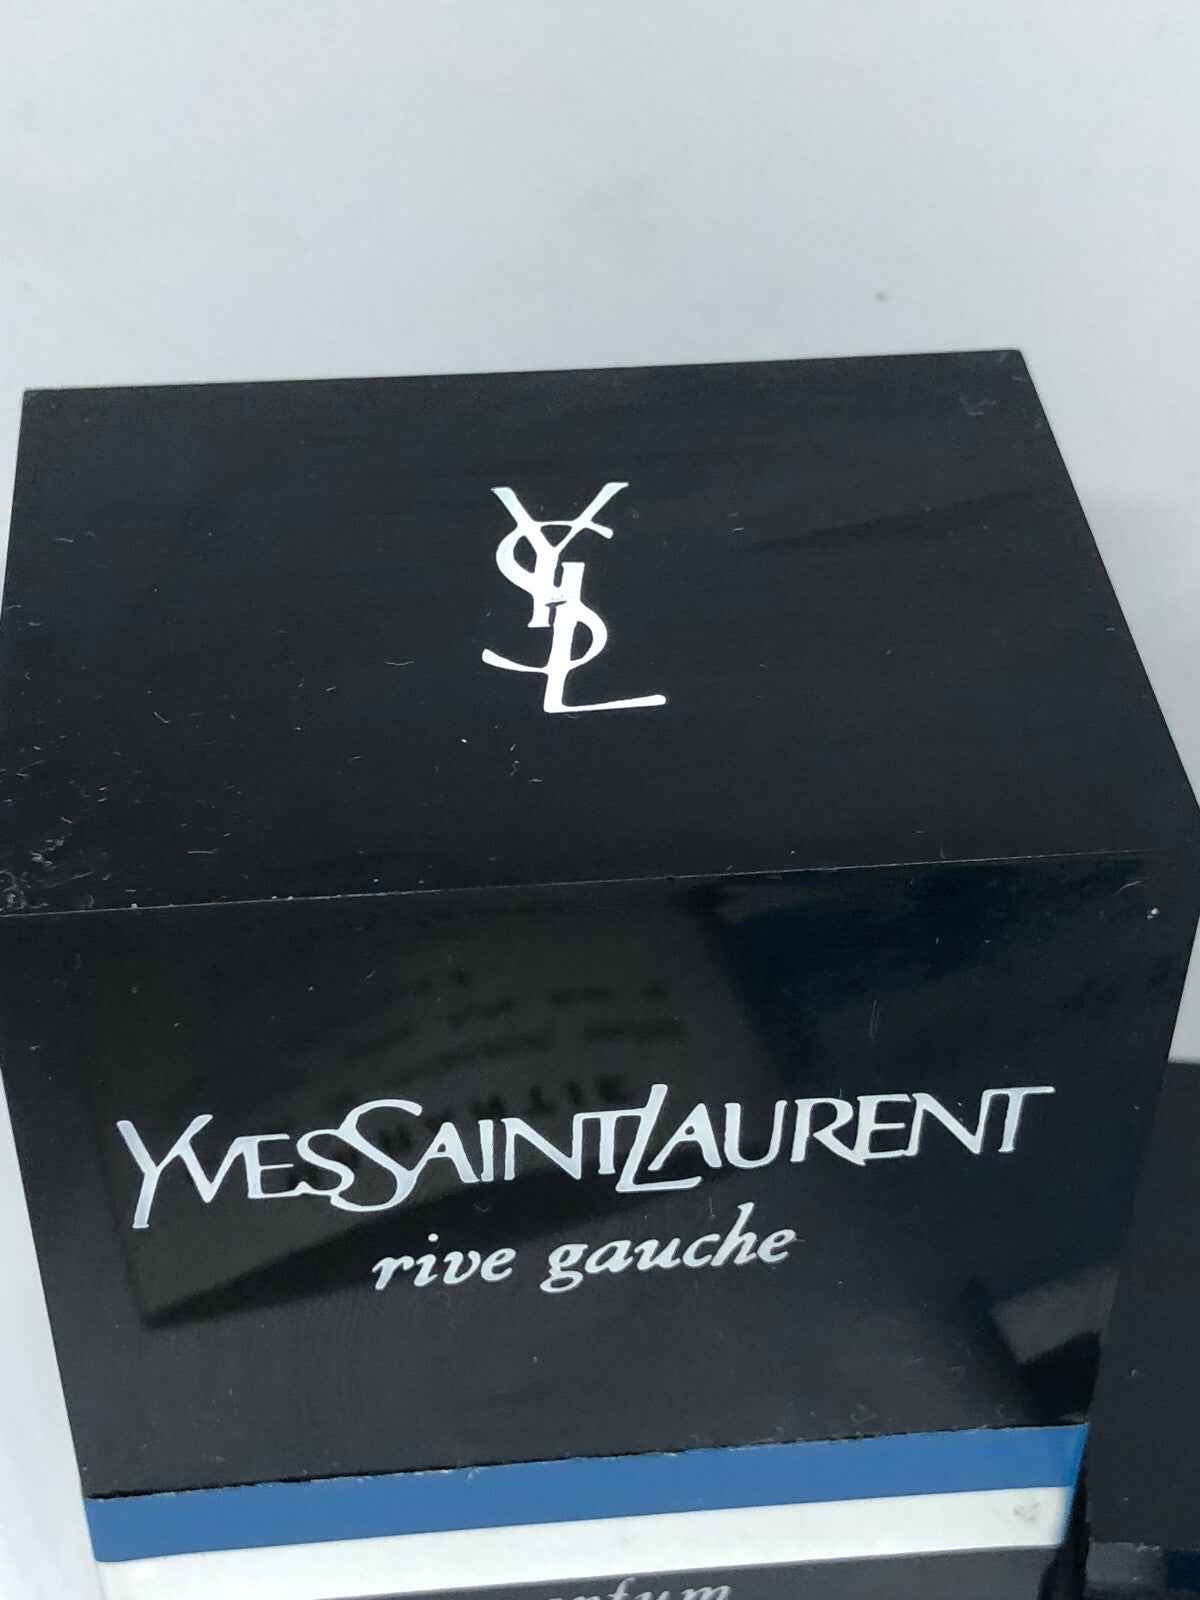 YSL
YVESSAINTLAURENT
rive gauche